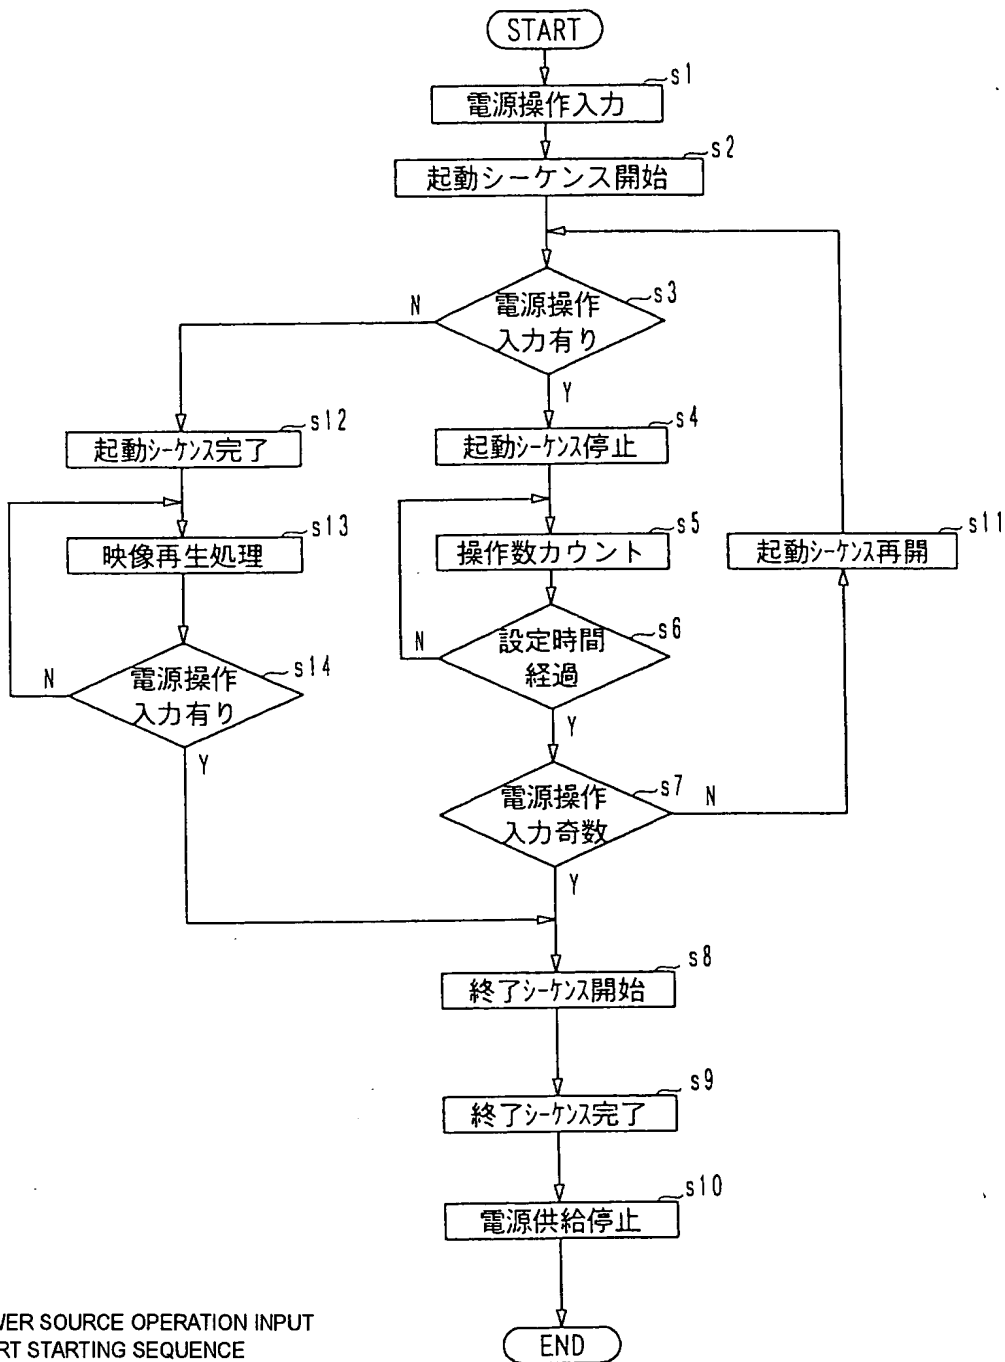 START
s1
電源操作入力
s2
起動シーケンス開始
s3
電源操作
入力有り
N
Y
s12
起動シーケンス完了
s4
起動シーケンス停止
s13
映像再生処理
s5
操作数カウント
s11
起動シーケンス再開
s6
設定時間
経過
N
Y
s14
電源操作
入力有り
N
Y
s7
電源操作
入力奇数
N
Y
s8
終了シーケンス開始
s9
終了シーケンス完了
s10
電源供給停止
SOURCE OPERATION INPUT
STARTING SEQUENCE
END